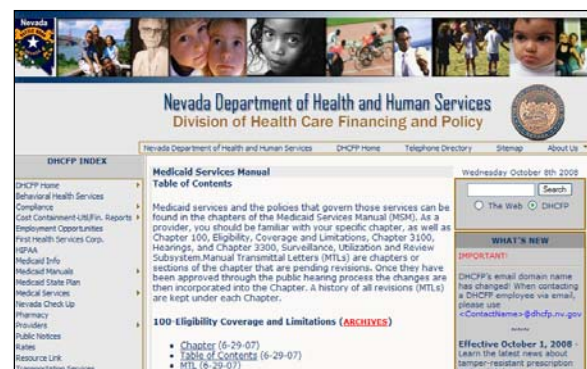 Nevada Department of Health and Human Services
Division of Health Care Financing and Policy
Nevada Department of Health and Human Services DHCFP Home Telephone Directory Sitemap About Us
DHCFP INDEX
DHCFP Home
Behavioral Health Services
Compliance
Cost Containment-Util/Fin. Reports
Employment Opportunities
First Health Services Corp.
HIPAA
Medicaid Info
Medicaid Manuals
Medicaid State Plan
Medical Services
Nevada Check Up
Pharmacy
Providers
Public Notices
Rates
Resource Link
Transportation Services
Medicaid Services Manual
Table of Contents
Medicaid services and the policies that govern those services can be
found in the chapters of the Medicaid Services Manual (MSM). As a
provider, you should be familiar with your specific chapter, as well as
Chapter 100, Eligibility, Coverage and Limitations, Chapter 3100,
Hearings, and Chapter 3300, Surveillance, Utilization and Review
Subsystem.Manual Transmittal Letters (MTLs) are chapters or
sections of the chapter that are pending revisions. Once they have
been approved through the public hearing process the changes are
then incorporated into the Chapter. A history of all revisions (MTLs)
are kept under each Chapter.
100-Eligibility Coverage and Limitations (ARCHIVES)
Chapter (6-29-07)
Table of Contents (6-29-07)
MTL (6-29-07)
Wednesday October 8th 2008
Search
The Web DHCFP
WHAT'S NEW
IMPORTANT!
DHCFP's email domain name
has changed! When contacting
a DHCFP employee via email,
please use
<ContactName>@dhcfp.nv.gov
Effective October 1, 2008 -
Learn the latest news about
tamper-resistant prescription